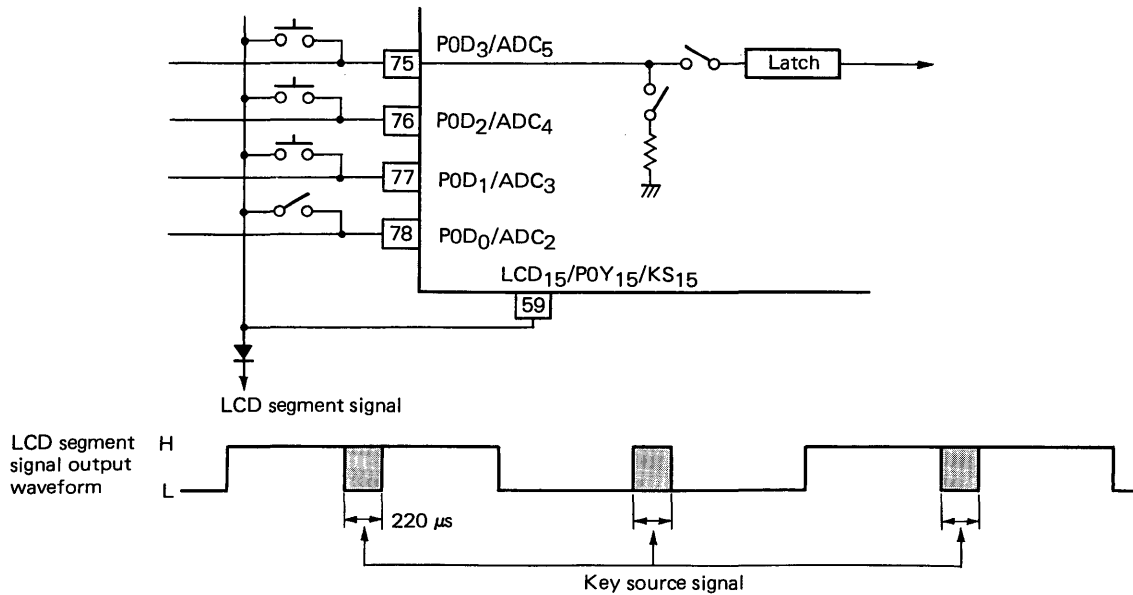 75
P0D3/ADC5
Latch
76
P0D2/ADC4
77
P0D1/ADC3
78
P0D0/ADC2
LCD15/P0Y15/KS15
59
LCD segment signal
LCD segment
signal output
waveform
H
L
220 μs
Key source signal